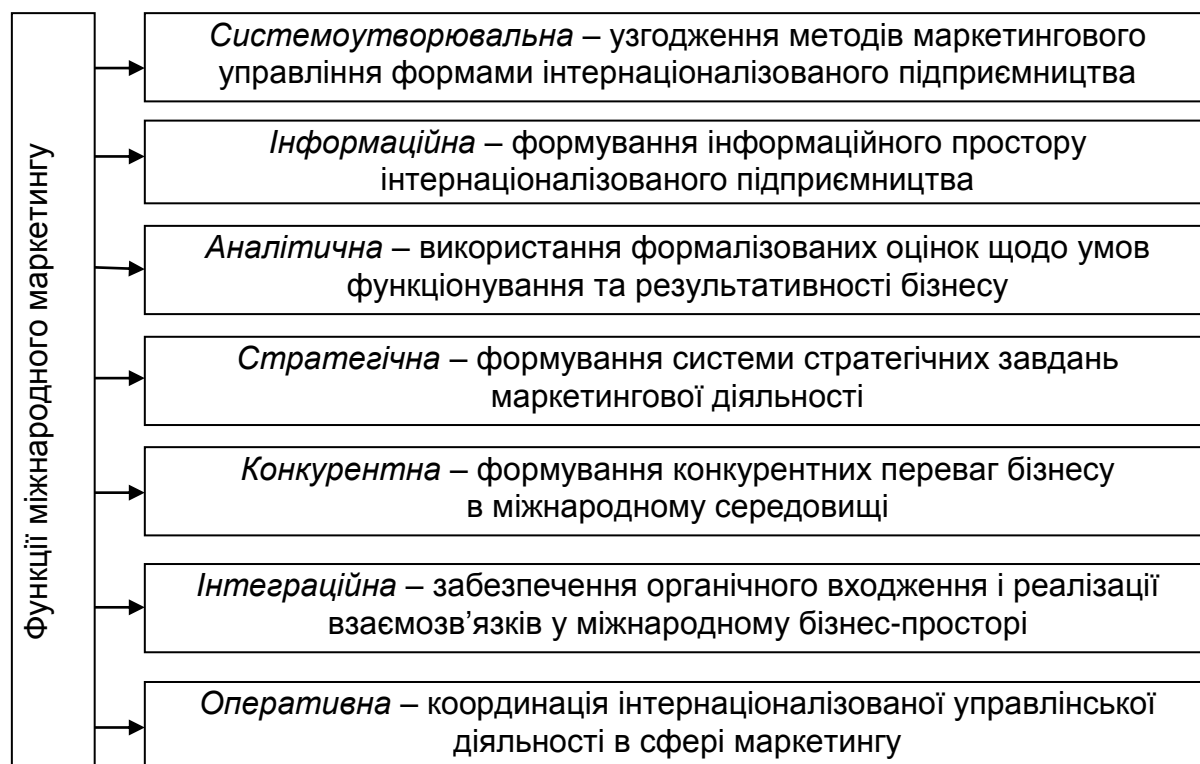 Функції міжнародного маркетингу
Системоутворювальна – узгодження методів маркетингового
управління формами інтернаціоналізованого підприємництва
Інформаційна – формування інформаційного простору
інтернаціоналізованого підприємництва
Аналітична – використання формалізованих оцінок щодо умов
функціонування та результативності бізнесу
Стратегічна – формування системи стратегічних завдань
маркетингової діяльності
Конкурентна – формування конкурентних переваг бізнесу
в міжнародному середовищі
Інтеграційна – забезпечення органічного входження і реалізації
взаємозв’язків у міжнародному бізнес-просторі
Оперативна – координація інтернаціоналізованої управлінської
діяльності в сфері маркетингу